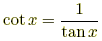 cot x = 1/tan x